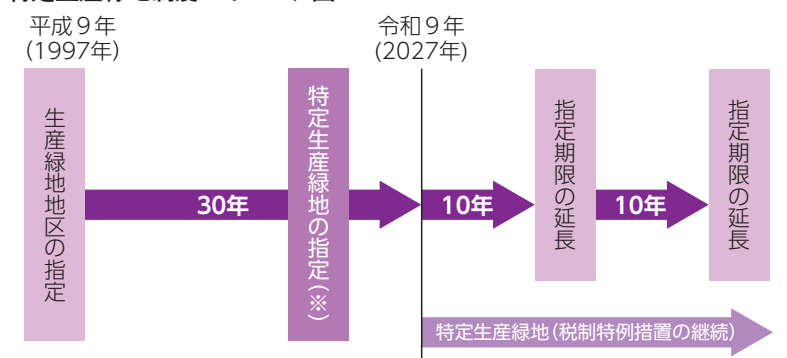 平成９年
(1997年)
令和９年
(2027年)
生産緑地地区の指定
30年
特定生産緑地の指定(※)
10年
指定期限の延長
10年
指定期限の延長
特定生産緑地(税制特例措置の継続)